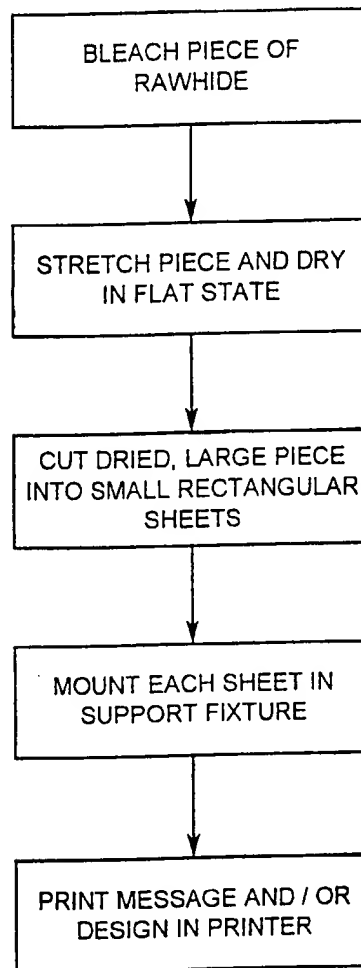 BLEACH PIECE OF
RAWHIDE
STRETCH PIECE AND DRY
IN FLAT STATE
CUT DRIED, LARGE PIECE
INTO SMALL RECTANGULAR
SHEETS
MOUNT EACH SHEET IN
SUPPORT FIXTURE
PRINT MESSAGE AND / OR
DESIGN IN PRINTER